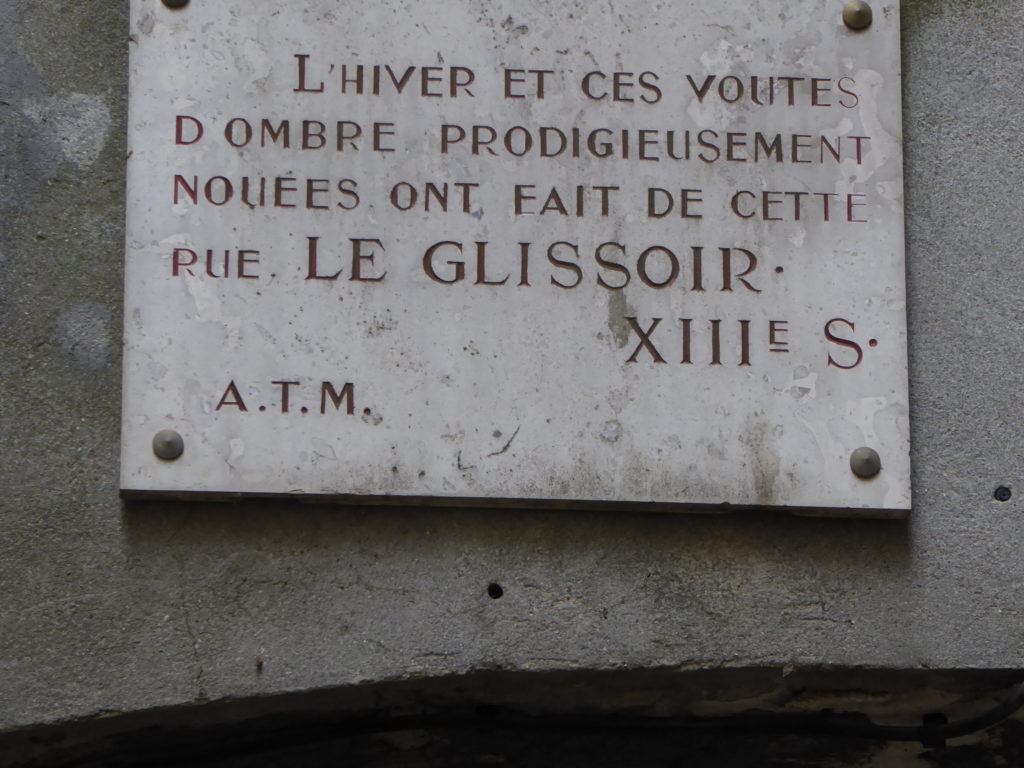 L'HIVER ET CES VOUTES
D'OMBRE PRODIGIEUSEMENT
NOUÉES ONT FAIT DE CETTE
RUE. LE GLISSOIR.
XIIIE S.
A.T.M.